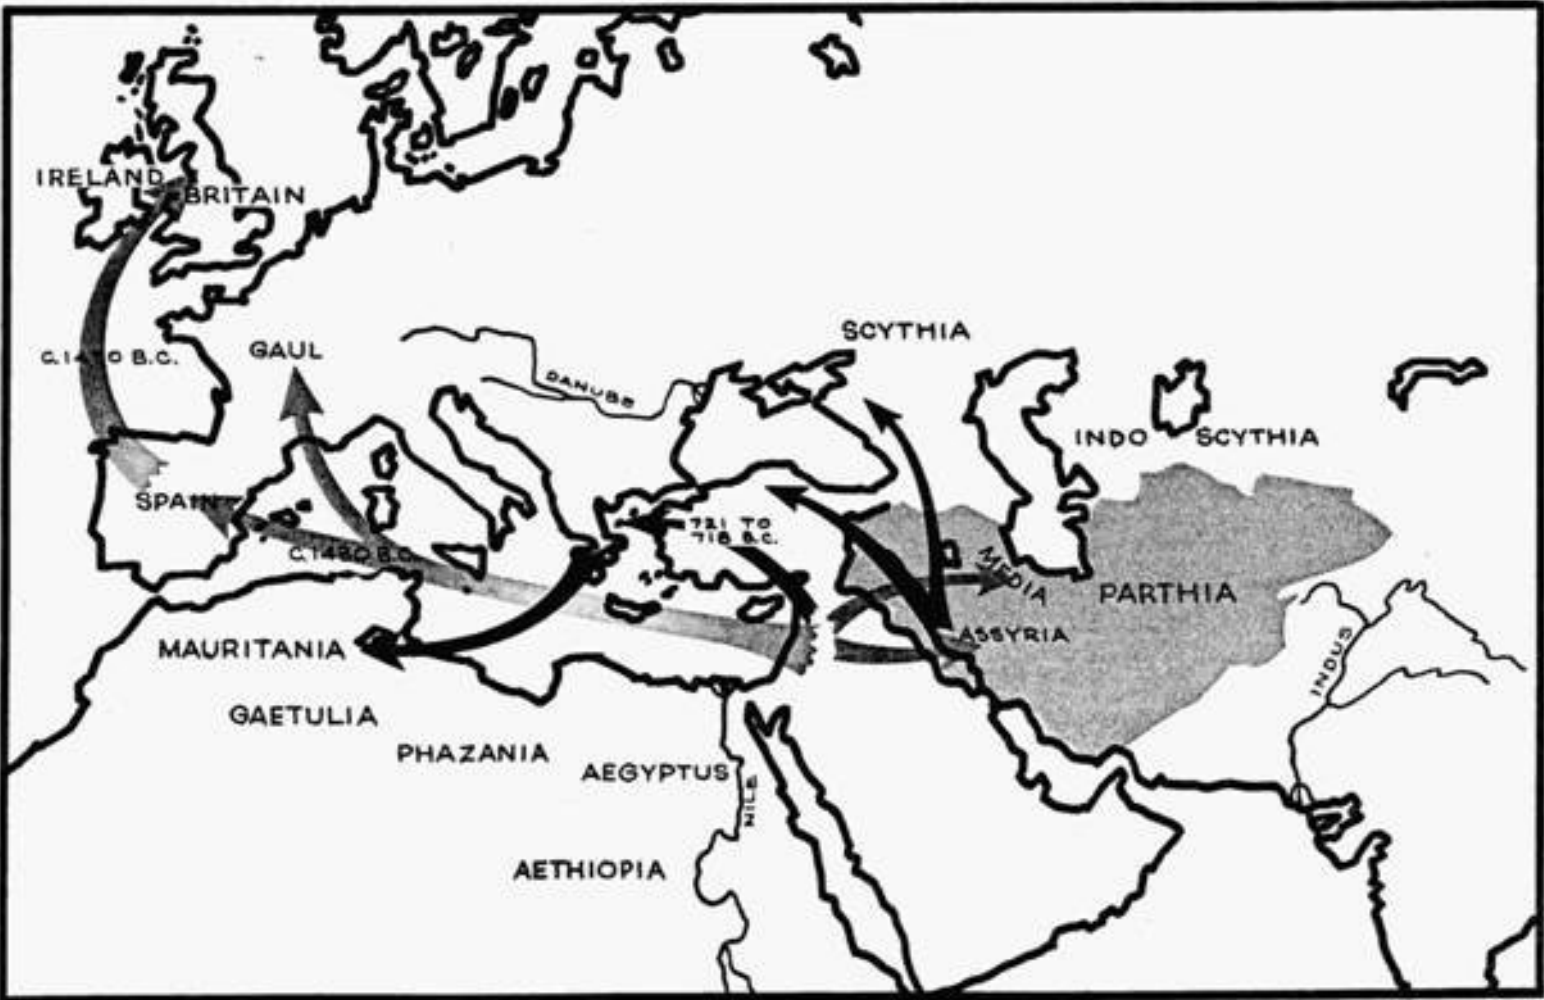 IRELAND
BRITAIN
SCYTHIA
GAUL
B.C.
DANUBE
INDO SCYTHIA
SPAIN
721 TO
718 B.C.
C.1430 B.C.
MEDIA
PARTHIA
ASSYRIA
MAURITANIA
INDUS
GAETULIA
PHAZANIA
AEGYPTUS
NILE
AETHIOPIA